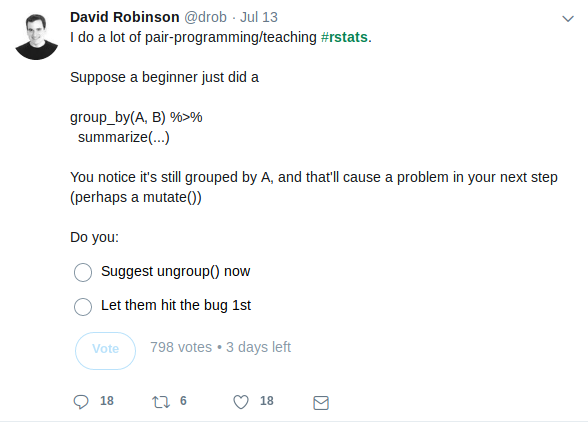 David Robinson @drob · Jul 13
I do a lot of pair-programming/teaching #rstats.
Suppose a beginner just did a
group_by(A, B) %>%
summarize(...)
You notice it's still grouped by A, and that'll cause a problem in your next step
(perhaps a mutate())
Do you:
Suggest ungroup() now
Let them hit the bug 1st
Vote 798 votes • 3 days left
18 6 18